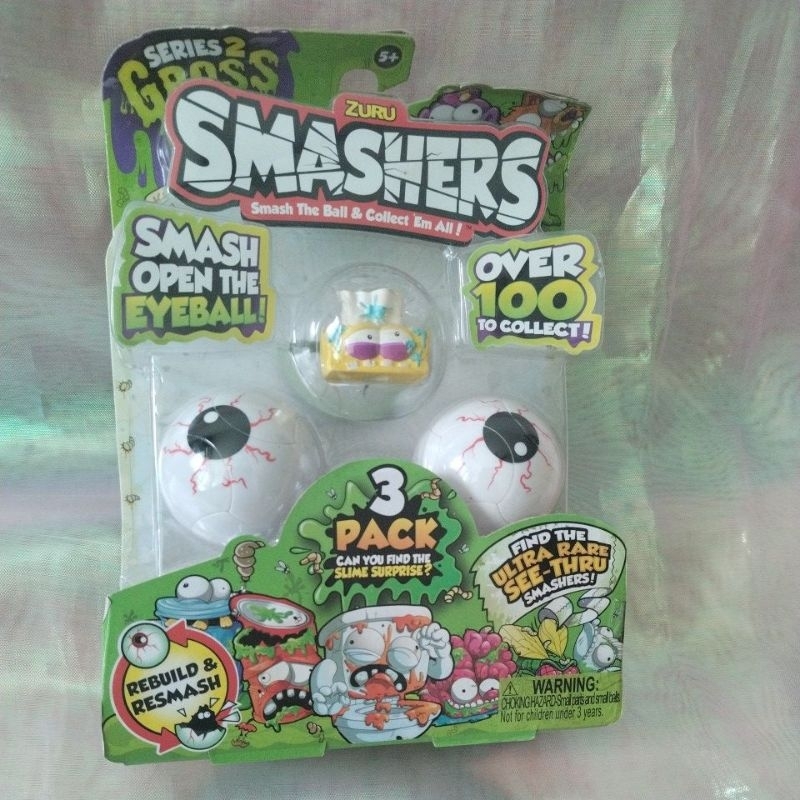 SERIES 2
GROSS
5+
ZURU
SMASHERS
Smash The Ball & Collect 'Em All!
TM
SMASH
OPEN THE
EYEBALL!
OVER
100
TO COLLECT!
3
PACK
CAN YOU FIND THE
SLIME SURPRISE?
FIND THE
ULTRA RARE
SEE-THRU
SMASHERS!
REBUILD &
RESMASH
WARNING:
CHOKING HAZARD-Small parts and small balls
Not for children under 3 years.